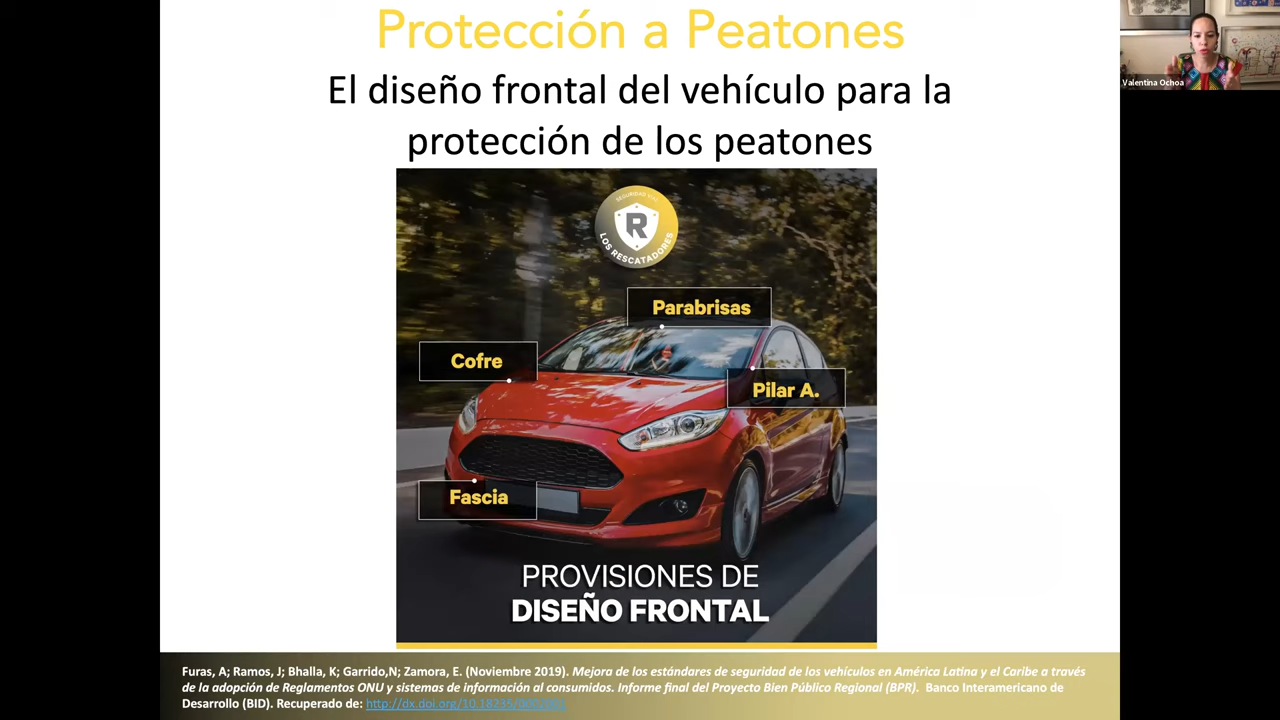 Protección a Peatones
Valentina Ochoa
El diseño frontal del vehículo para la
protección de los peatones
SEGURIDAD VIAL
R
LOS RESCATADORES
Parabrisas
Cofre
Pilar A.
Fascia
PROVISIONES DE
DISEÑO FRONTAL
Furas, A; Ramos, J; Bhalla, K; Garrido,N; Zamora, E. (Noviembre 2019). Mejora de los estándares de seguridad de los vehículos en América Latina y el Caribe a través
de la adopción de Reglamentos ONU y sistemas de información al consumidos. Informe final del Proyecto Bien Público Regional (BPR). Banco Interamericano de
Desarrollo (BID). Recuperado de: